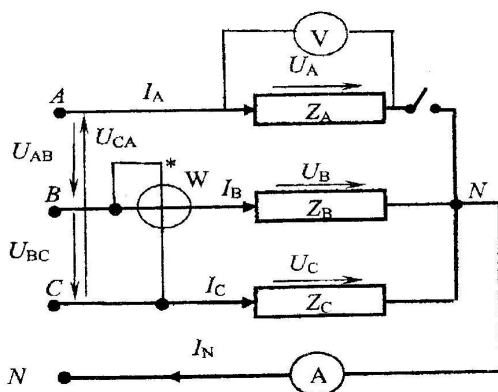 V
U_A
A I_A Z_A
U_AB U_CA
* W
B I_B U_B Z_B N
U_BC
C I_C U_C Z_C
I_N
N A